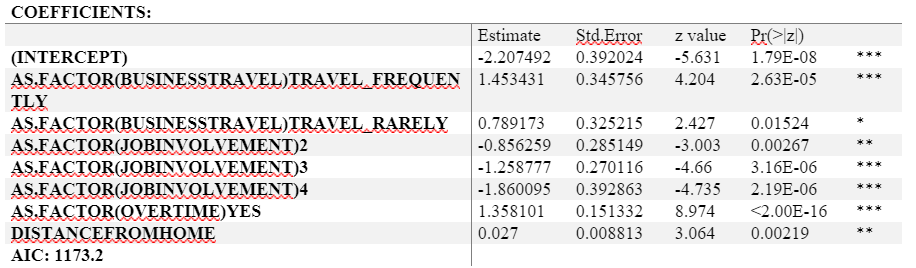 COEFFICIENTS:
Estimate Std.Error z value Pr(>|z|)
(INTERCEPT) -2.207492 0.392024 -5.631 1.79E-08 ***
AS.FACTOR(BUSINESSTRAVEL)TRAVEL_FREQUEN 1.453431 0.345756 4.204 2.63E-05 ***
TLY
AS.FACTOR(BUSINESSTRAVEL)TRAVEL_RARELY 0.789173 0.325215 2.427 0.01524 *
AS.FACTOR(JOBINVOLVEMENT)2 -0.856259 0.285149 -3.003 0.00267 **
AS.FACTOR(JOBINVOLVEMENT)3 -1.258777 0.270116 -4.66 3.16E-06 ***
AS.FACTOR(JOBINVOLVEMENT)4 -1.860095 0.392863 -4.735 2.19E-06 ***
AS.FACTOR(OVERTIME)YES 1.358101 0.151332 8.974 <2.00E-16 ***
DISTANCEFROMHOME 0.027 0.008813 3.064 0.00219 **
AIC: 1173.2